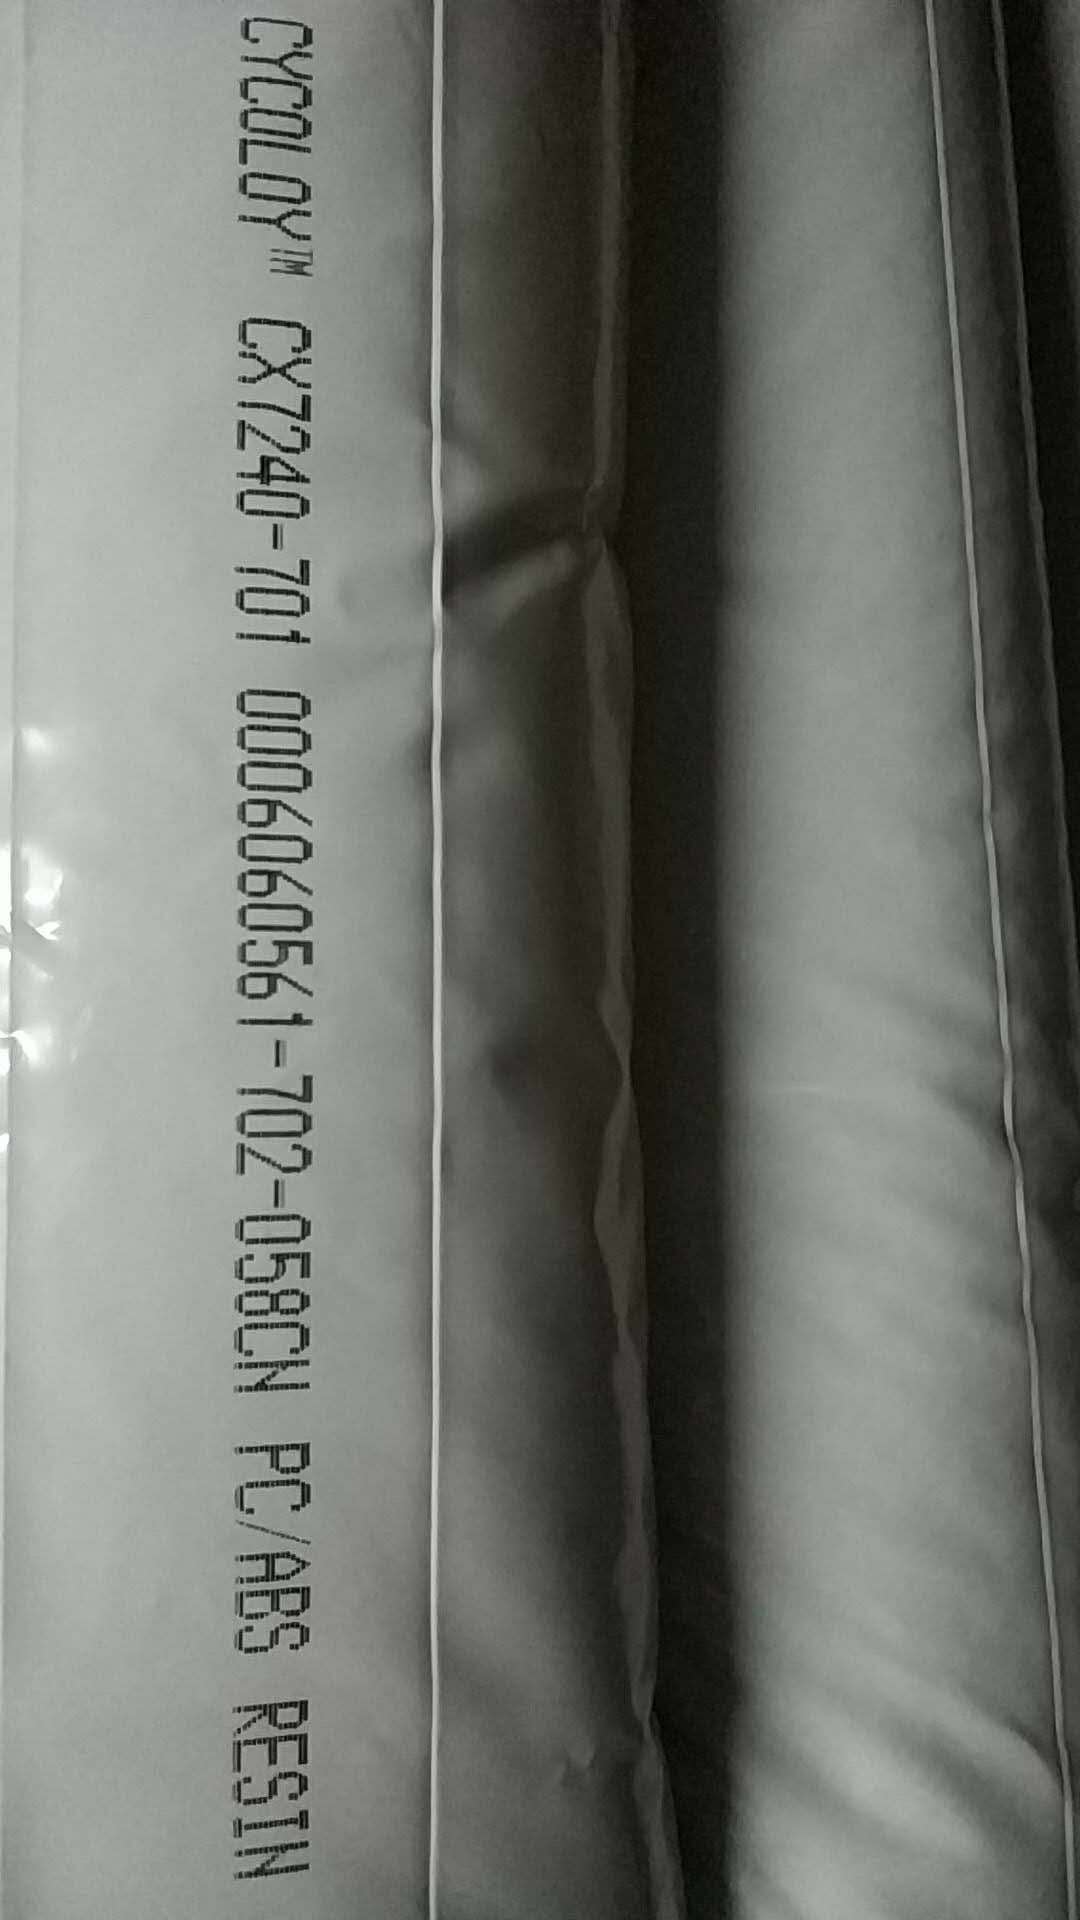 CYCOLOY™ CX7240-701 0006060561-702-058CN PC/ABS RESIN